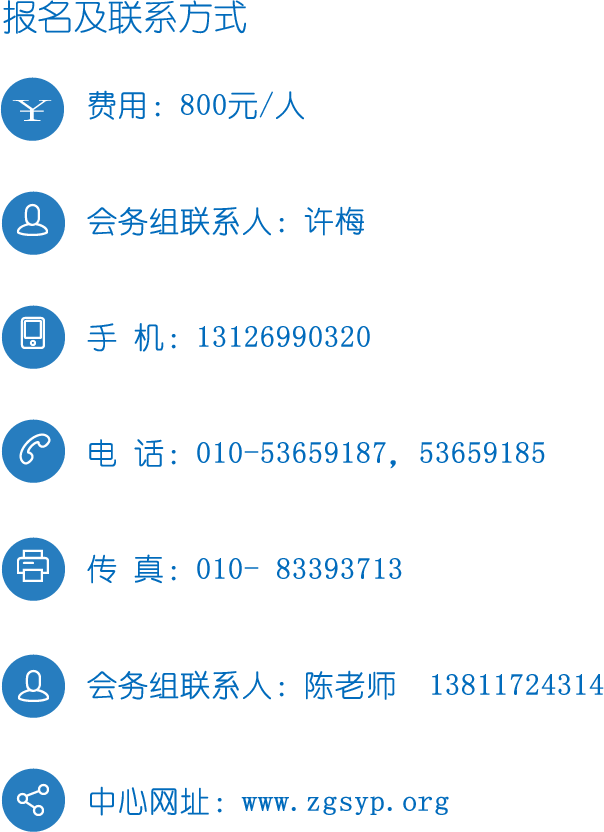 报名及联系方式
费用：800元/人
会务组联系人：许梅
手 机：13126990320
电 话：010-53659187，53659185
传 真：010- 83393713
会务组联系人：陈老师 13811724314
中心网址：www.zgsyp.org